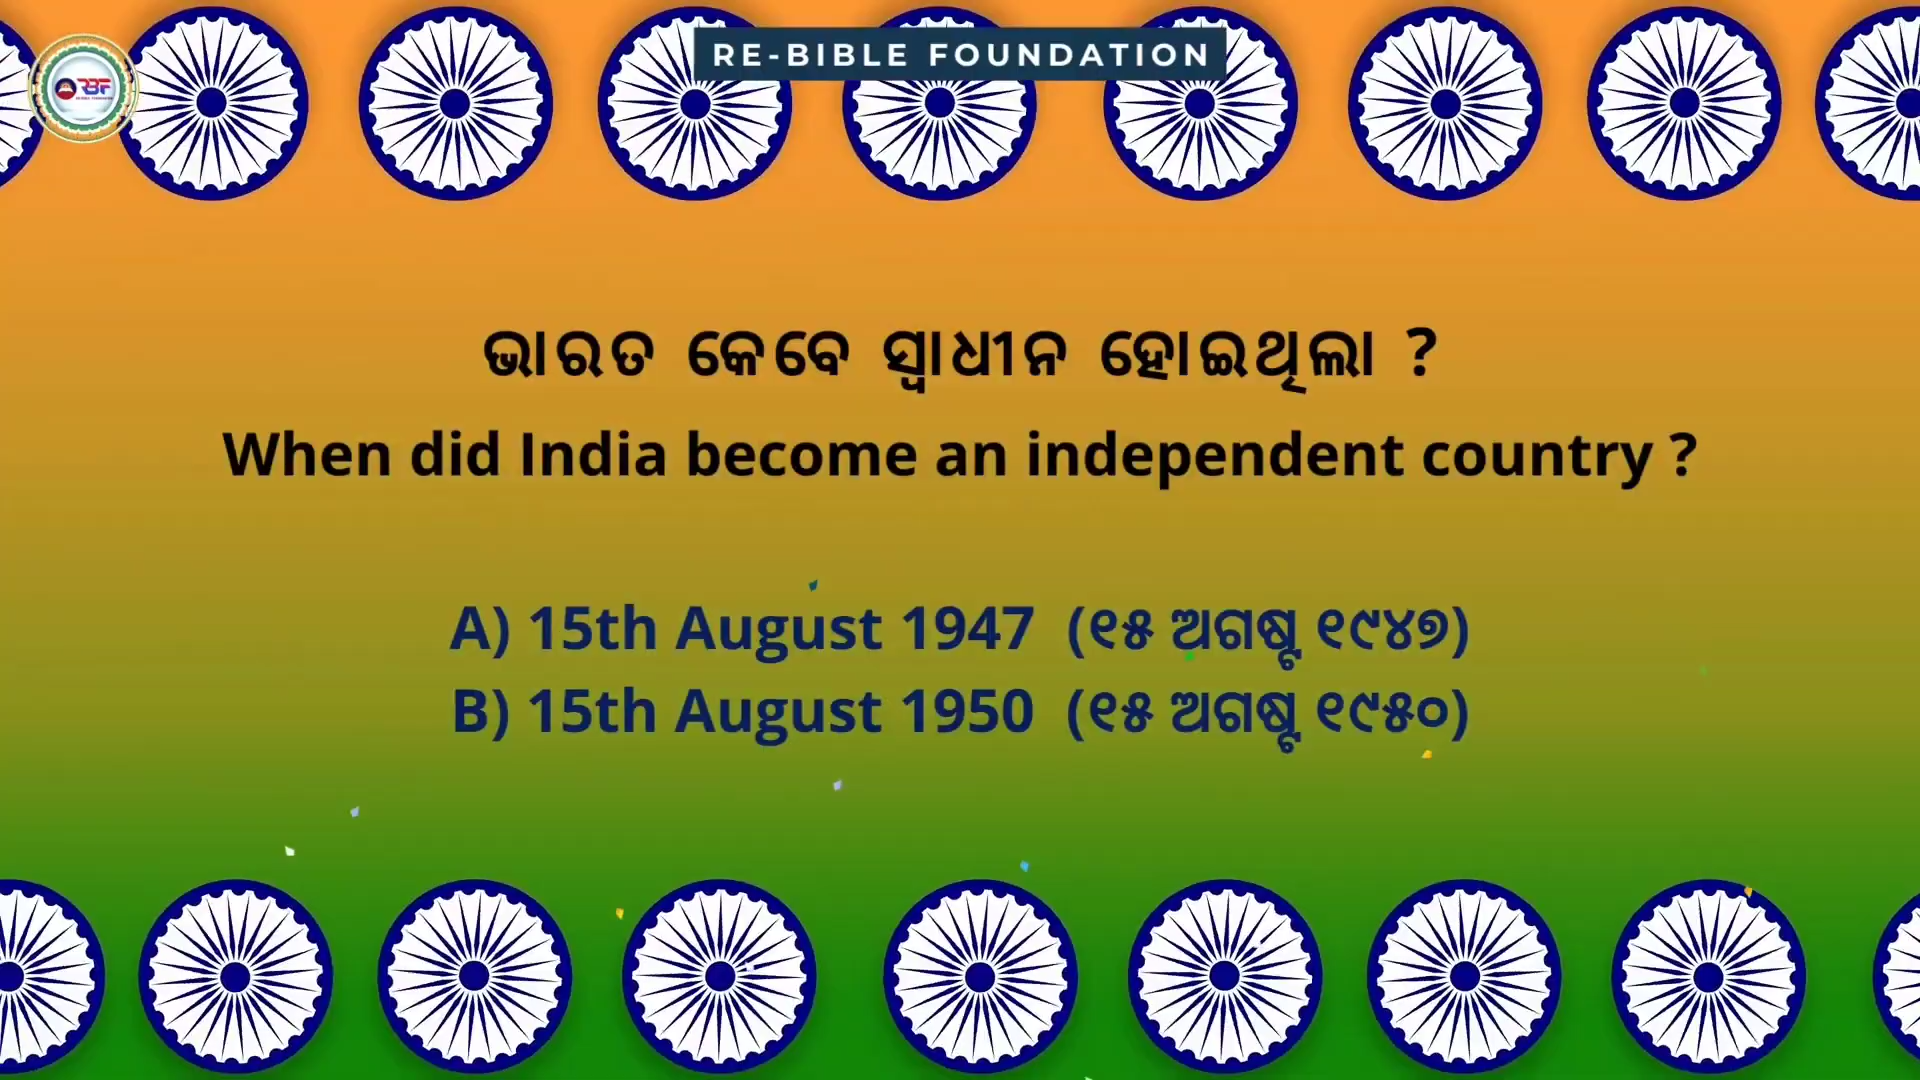 RE-BIBLE FOUNDATION
RBF
ଭାରତ କେବେ ସ୍ଵାଧୀନ ହୋଇଥିଲା ?
When did India become an independent country ?
A) 15th August 1947 (୧୫ ଅଗଷ୍ଟ ୧୯୪୭)
B) 15th August 1950 (୧୫ ଅଗଷ୍ଟ ୧୯୫୦)